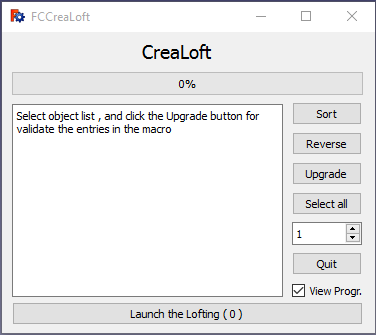 FCCreaLoft
CreaLoft
0%
Select object list , and click the Upgrade button for
validate the entries in the macro
Sort
Reverse
Upgrade
Select all
1
Quit
View Progr.
Launch the Lofting ( 0 )